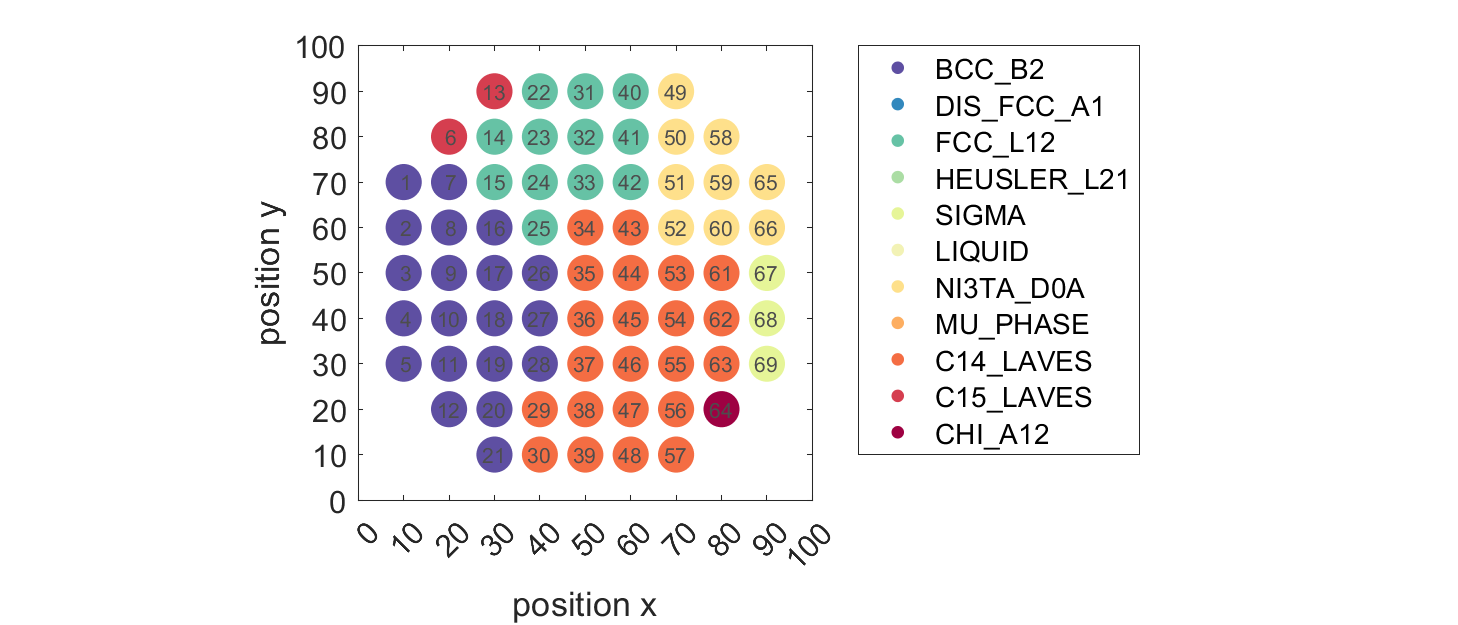 100
90 13 22 31 40 49
80 6 14 23 32 41 50 58
70 1 7 15 24 33 42 51 59 65
60 2 8 16 25 34 43 52 60 66
50 3 9 17 26 35 44 53 61 67
40 4 10 18 27 36 45 54 62 68
30 5 11 19 28 37 46 55 63 69
20 12 20 29 38 47 56 64
10 21 30 39 48 57
0
0 10 20 30 40 50 60 70 80 90 100
position x
position y
BCC_B2
DIS_FCC_A1
FCC_L12
HEUSLER_L21
SIGMA
LIQUID
NI3TA_D0A
MU_PHASE
C14_LAVES
C15_LAVES
CHI_A12